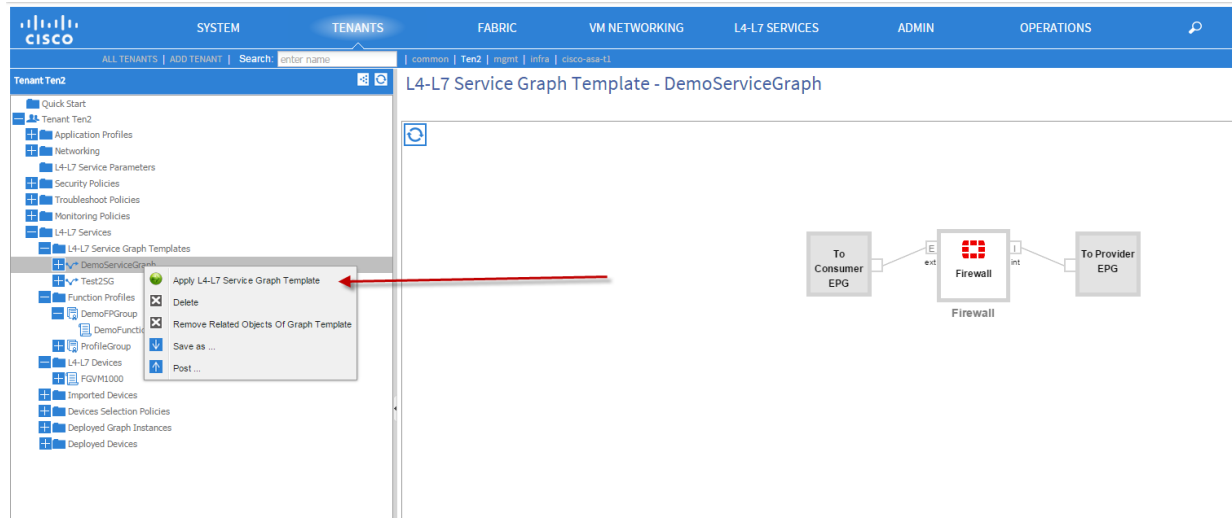 CISCO
SYSTEM TENANTS FABRIC VM NETWORKING L4-L7 SERVICES ADMIN OPERATIONS
ALL TENANTS | ADD TENANT | Search: enter name | common | Ten2 | mgmt | infra | cisco-asa-t1
Tenant Ten2
L4-L7 Service Graph Template - DemoServiceGraph
Quick Start
Tenant Ten2
Application Profiles
Networking
L4-L7 Service Parameters
Security Policies
Troubleshoot Policies
Monitoring Policies
L4-L7 Services
L4-L7 Service Graph Templates
DemoServiceGraph
Test2SG
Function Profiles
DemoFPGroup
DemoFunctio
ProfileGroup
L4-L7 Devices
FGVM1000
Imported Devices
Devices Selection Policies
Deployed Graph Instances
Deployed Devices
Apply L4-L7 Service Graph Template
Delete
Remove Related Objects Of Graph Template
Save as ...
Post ...
To
Consumer
EPG
E
ext
Firewall
I
int
To Provider
EPG
Firewall